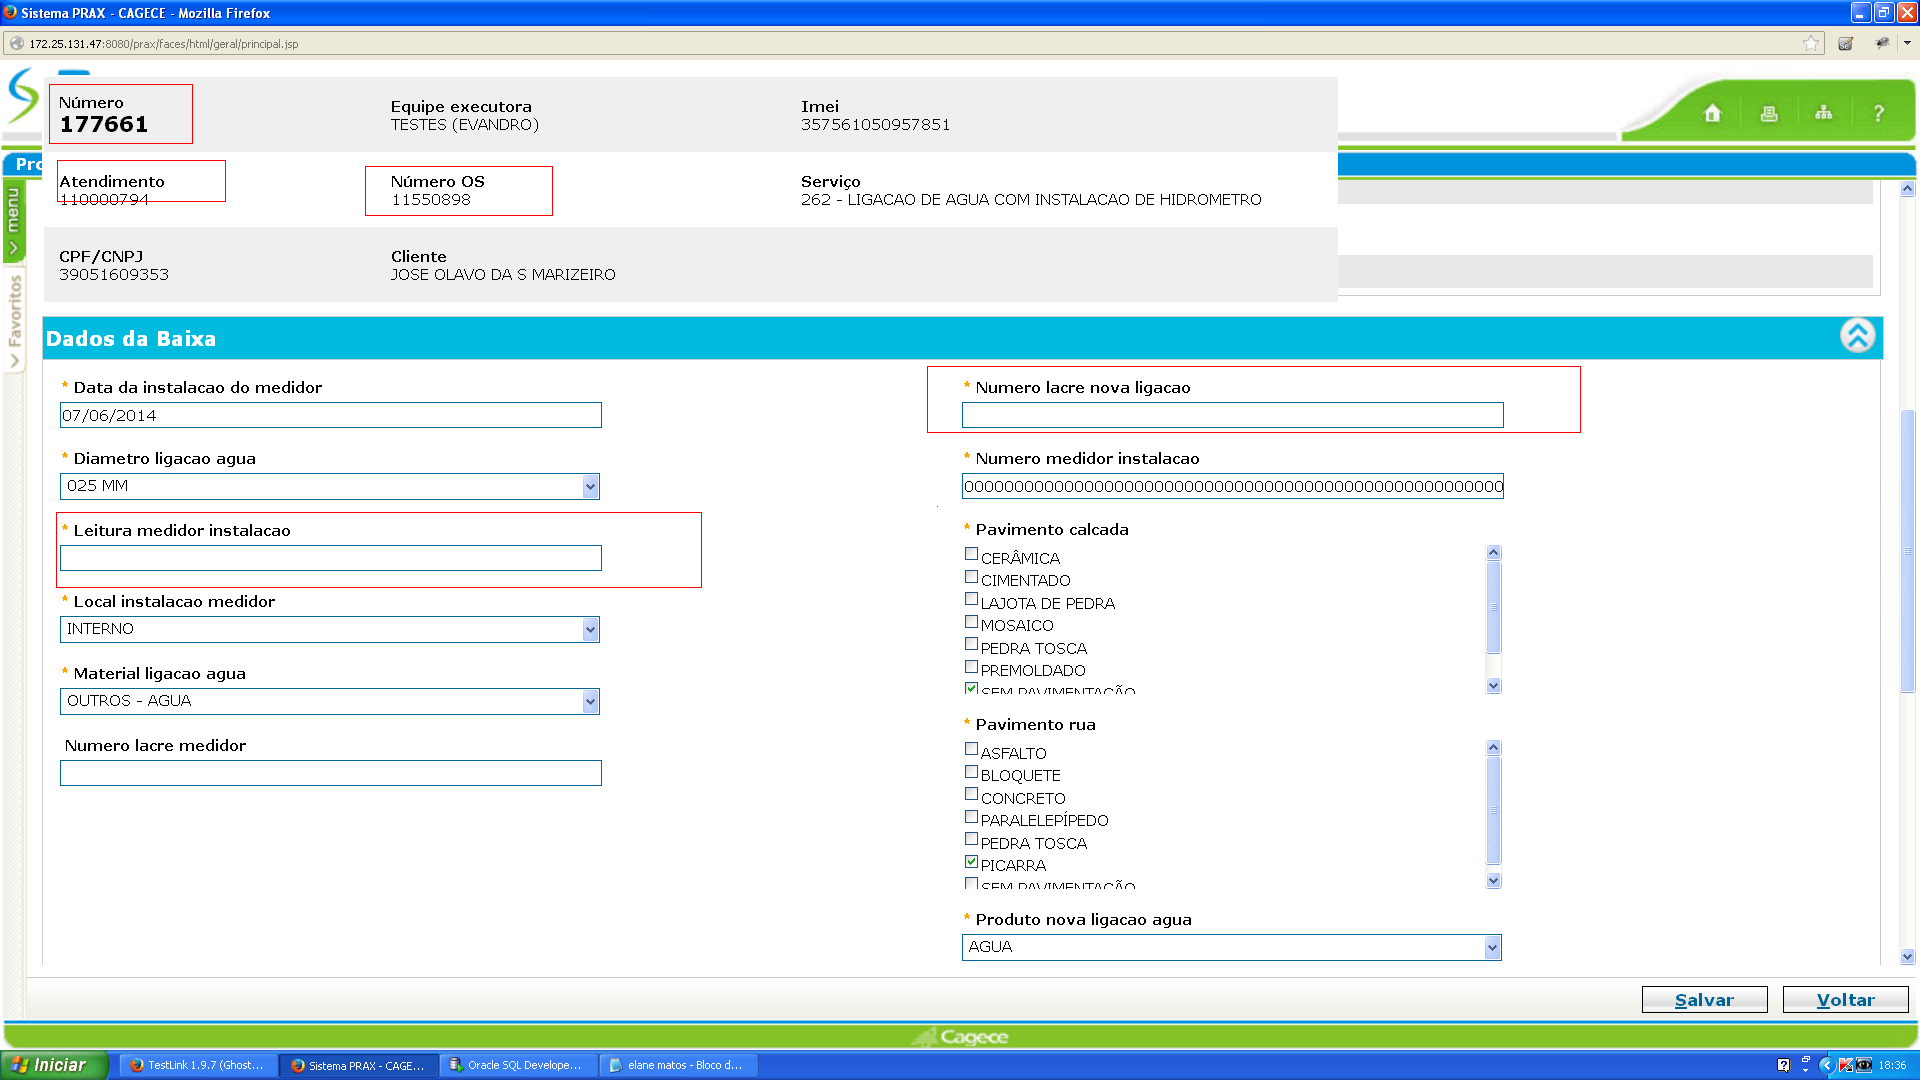 Sistema PRAX - CAGECE - Mozilla Firefox
172.25.131.47:8080/prax/faces/html/geral/principal.jsp
Número
177661
Equipe executora
TESTES (EVANDRO)
Imei
357561050957851
?
Pro
Atendimento
110000794
Número OS
11550898
Serviço
262 - LIGACAO DE AGUA COM INSTALACAO DE HIDROMETRO
menu
Favoritos
CPF/CNPJ
39051609353
Cliente
JOSE OLAVO DA S MARIZEIRO
Dados da Baixa
* Data da instalacao do medidor
07/06/2014
* Diametro ligacao agua
025 MM
* Leitura medidor instalacao
* Local instalacao medidor
INTERNO
* Material ligacao agua
OUTROS - AGUA
Numero lacre medidor
* Numero lacre nova ligacao
* Numero medidor instalacao
000000000000000000000000000000000000000000000000000000
* Pavimento calcada
CERÂMICA
CIMENTADO
LAJOTA DE PEDRA
MOSAICO
PEDRA TOSCA
PREMOLDADO
SEM PAVIMENTAÇÃO
* Pavimento rua
ASFALTO
BLOQUETE
CONCRETO
PARALELEPÍPEDO
PEDRA TOSCA
PICARRA
SEM PAVIMENTAÇÃO
* Produto nova ligacao agua
AGUA
Salvar
Voltar
Cagece
Iniciar
TestLink 1.9.7 (Ghost...
Sistema PRAX - CAGE...
Oracle SQL Develope...
elane matos - Bloco d...
18:36